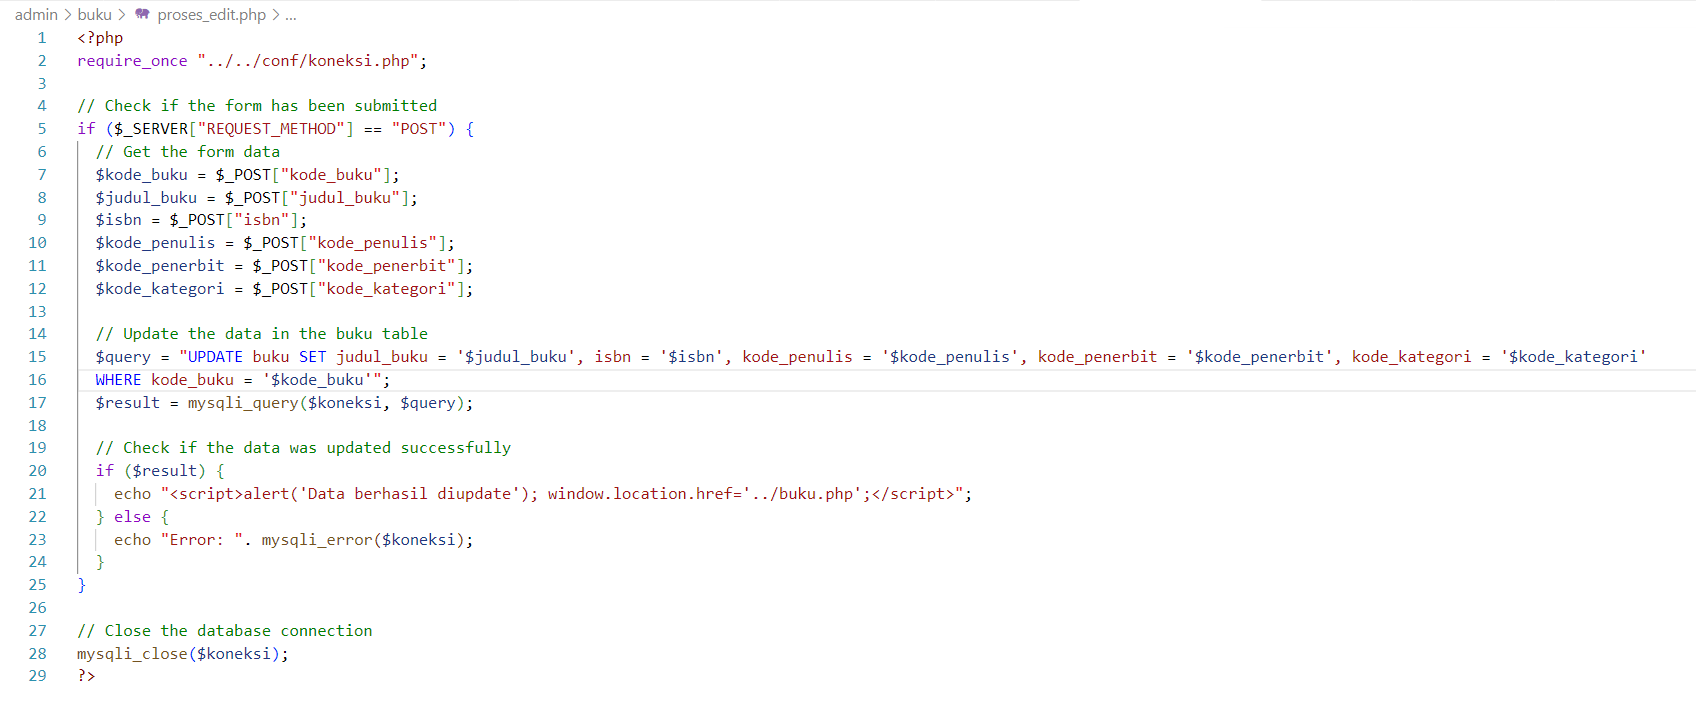 admin > buku > proses_edit.php > ...
1 <?php
2 require_once "../../conf/koneksi.php";
3
4 // Check if the form has been submitted
5 if ($_SERVER["REQUEST_METHOD"] == "POST") {
6   // Get the form data
7   $kode_buku = $_POST["kode_buku"];
8   $judul_buku = $_POST["judul_buku"];
9   $isbn = $_POST["isbn"];
10   $kode_penulis = $_POST["kode_penulis"];
11   $kode_penerbit = $_POST["kode_penerbit"];
12   $kode_kategori = $_POST["kode_kategori"];
13
14   // Update the data in the buku table
15   $query = "UPDATE buku SET judul_buku = '$judul_buku', isbn = '$isbn', kode_penulis = '$kode_penulis', kode_penerbit = '$kode_penerbit', kode_kategori = '$kode_kategori'
16   WHERE kode_buku = '$kode_buku'";
17   $result = mysqli_query($koneksi, $query);
18
19   // Check if the data was updated successfully
20   if ($result) {
21     echo "<script>alert('Data berhasil diupdate'); window.location.href='../buku.php';</script>";
22   } else {
23     echo "Error: ". mysqli_error($koneksi);
24   }
25 }
26
27 // Close the database connection
28 mysqli_close($koneksi);
29 ?>